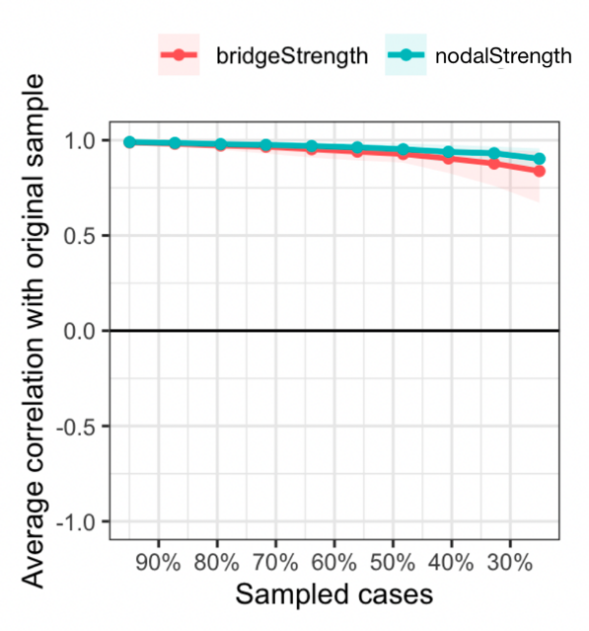 bridgeStrength nodalStrength
Average correlation with original sample
1.0
0.5
0.0
-0.5
-1.0
90% 80% 70% 60% 50% 40% 30%
Sampled cases